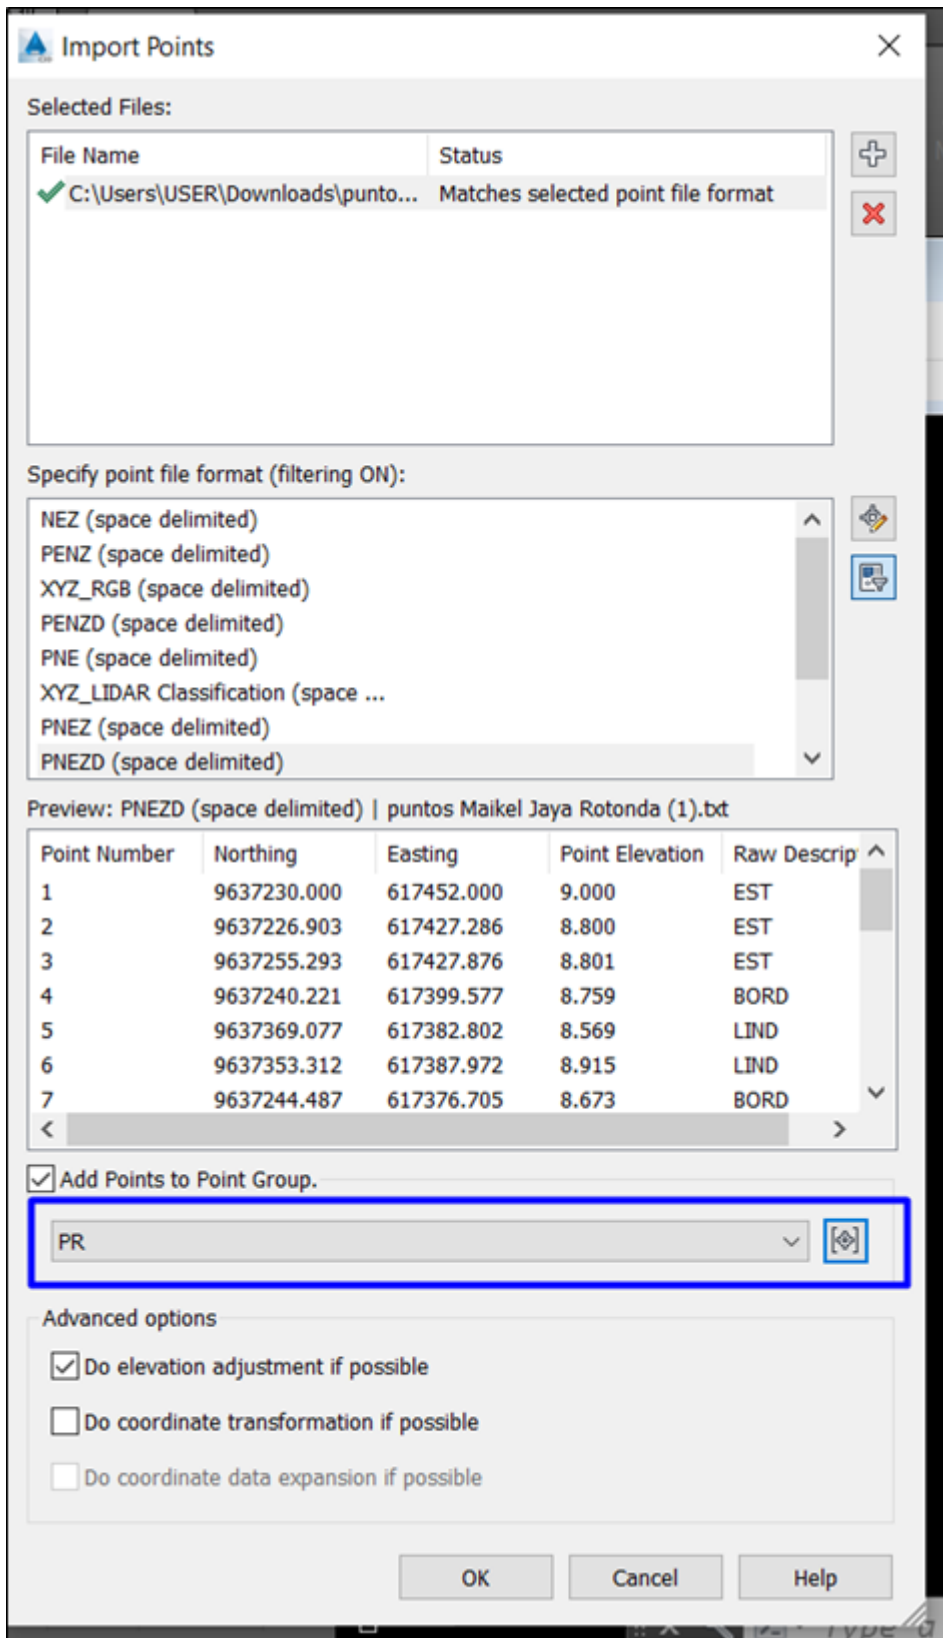 Import Points
Selected Files:
File Name Status
C:\Users\USER\Downloads\punto... Matches selected point file format
Specify point file format (filtering ON):
NEZ (space delimited)
PENZ (space delimited)
XYZ_RGB (space delimited)
PENZD (space delimited)
PNE (space delimited)
XYZ_LIDAR Classification (space ...
PNEZ (space delimited)
PNEZD (space delimited)
Preview: PNEZD (space delimited) | puntos Maikel Jaya Rotonda (1).txt
Point Number Northing Easting Point Elevation Raw Descrip
1 9637230.000 617452.000 9.000 EST
2 9637226.903 617427.286 8.800 EST
3 9637255.293 617427.876 8.801 EST
4 9637240.221 617399.577 8.759 BORD
5 9637369.077 617382.802 8.569 LIND
6 9637353.312 617387.972 8.915 LIND
7 9637244.487 617376.705 8.673 BORD
Add Points to Point Group.
PR
Advanced options
Do elevation adjustment if possible
Do coordinate transformation if possible
Do coordinate data expansion if possible
OK Cancel Help
Type a